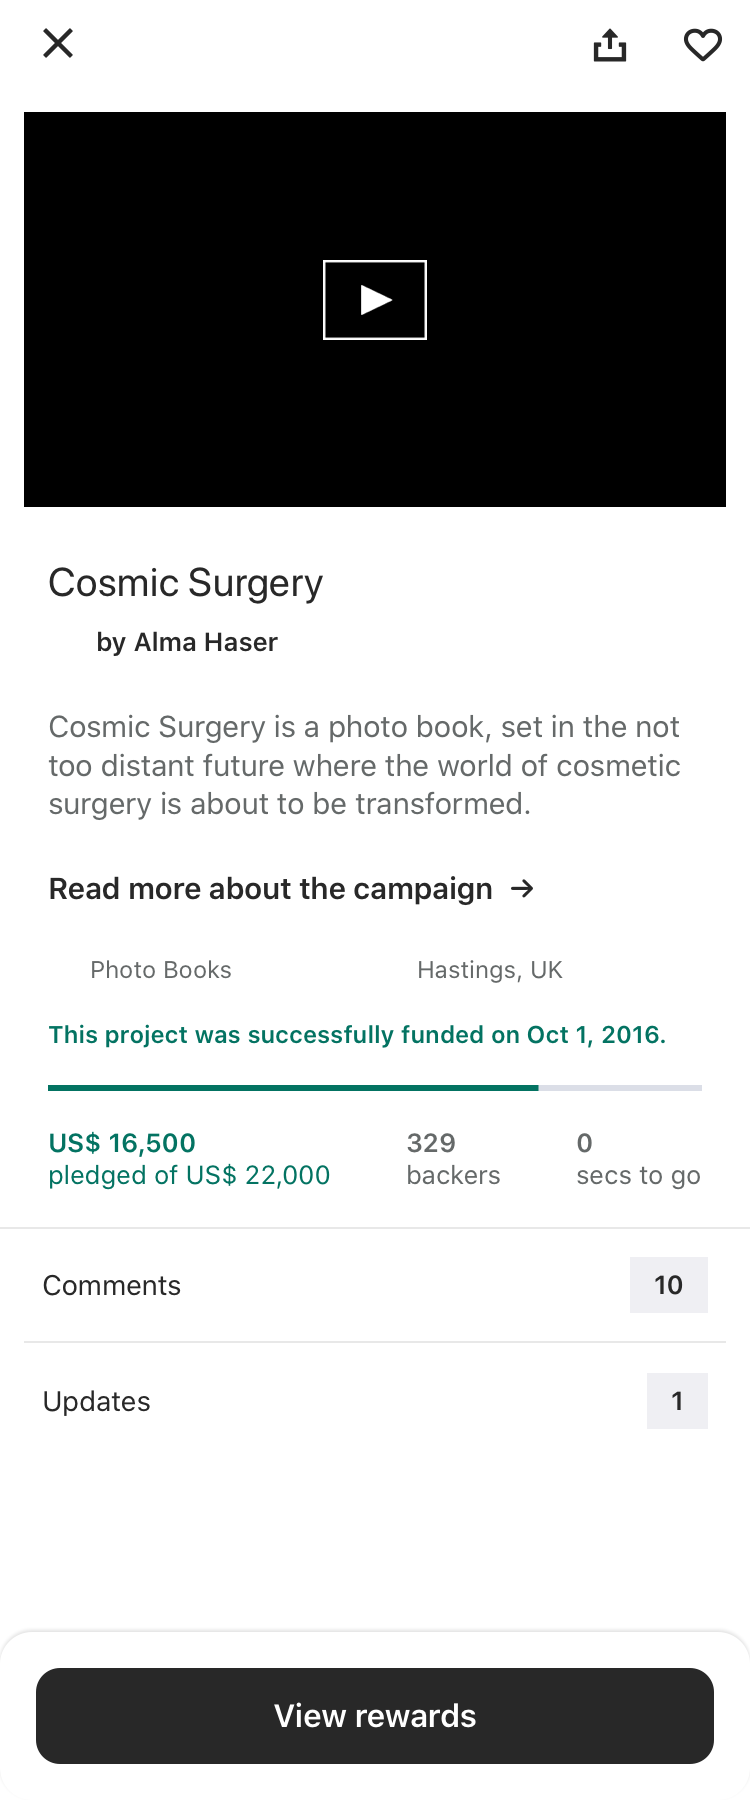 Cosmic Surgery
by Alma Haser
Cosmic Surgery is a photo book, set in the not
too distant future where the world of cosmetic
surgery is about to be transformed.
Read more about the campaign →
Photo Books
Hastings, UK
This project was successfully funded on Oct 1, 2016.
US$ 16,500
pledged of US$ 22,000
329
backers
0
secs to go
Comments
10
Updates
1
View rewards